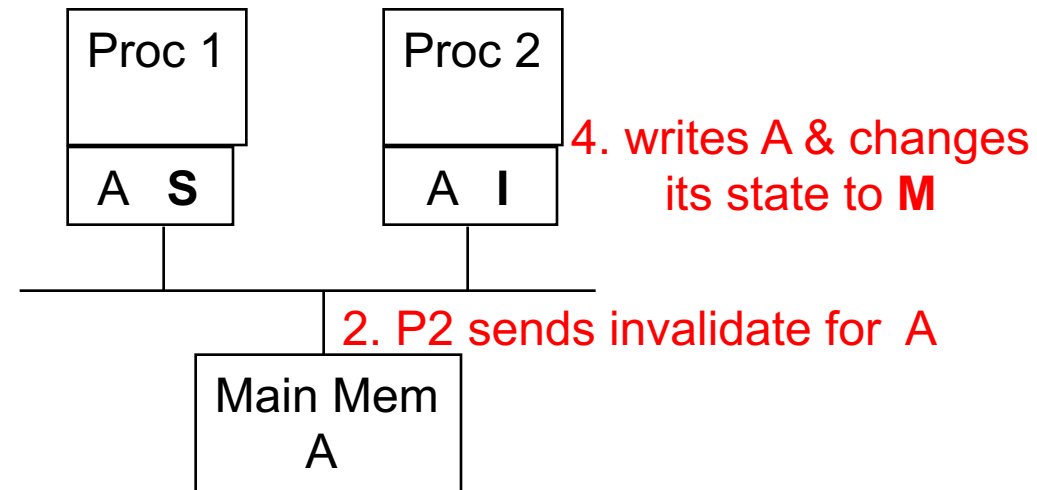 Proc 1
Proc 2
4. writes A & changes
its state to M
A S
A I
2. P2 sends invalidate for A
Main Mem
A